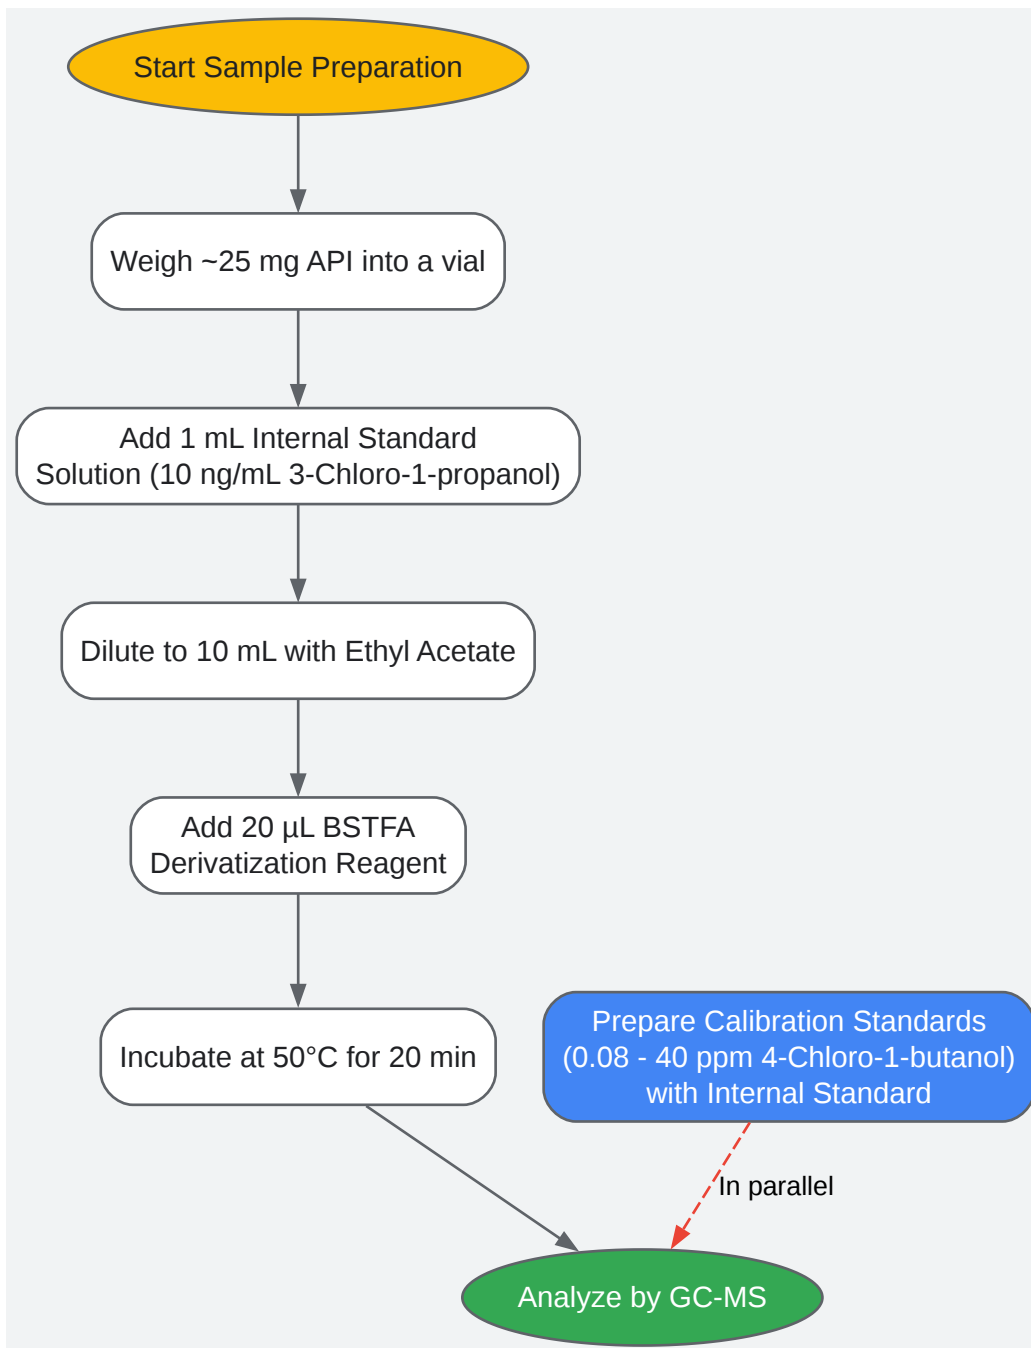 Start Sample Preparation
Weigh ~25 mg API into a vial
Add 1 mL Internal Standard
Solution (10 ng/mL 3-Chloro-1-propanol)
Dilute to 10 mL with Ethyl Acetate
Add 20 µL BSTFA
Derivatization Reagent
Incubate at 50°C for 20 min
Prepare Calibration Standards
(0.08 - 40 ppm 4-Chloro-1-butanol)
with Internal Standard
In parallel
Analyze by GC-MS